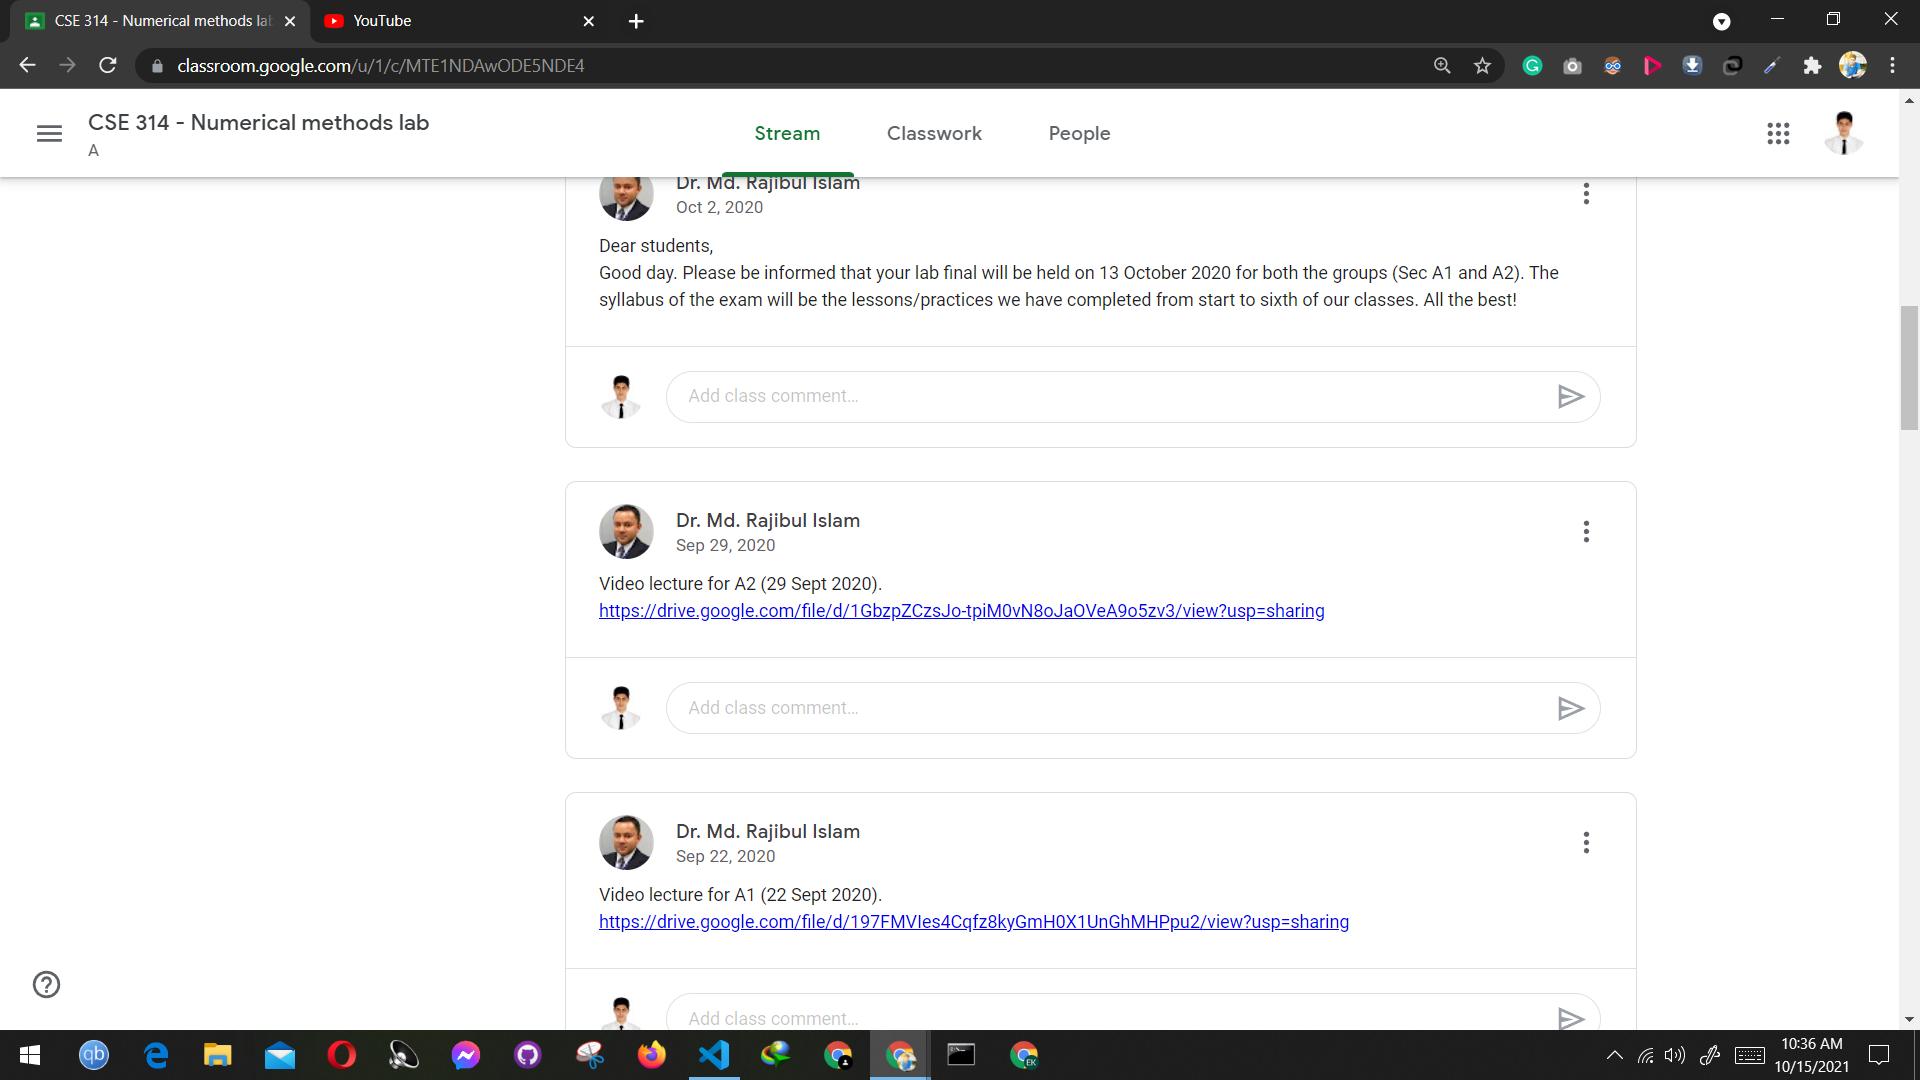 CSE 314 - Numerical methods la
YouTube
classroom.google.com/u/1/c/MTE1NDAwODE5NDE4
CSE 314 - Numerical methods lab
A
Stream
Classwork
People
Dr. Md. Rajibul Islam
Oct 2, 2020
Dear students,
Good day. Please be informed that your lab final will be held on 13 October 2020 for both the groups (Sec A1 and A2). The
syllabus of the exam will be the lessons/practices we have completed from start to sixth of our classes. All the best!
Add class comment...
Dr. Md. Rajibul Islam
Sep 29, 2020
Video lecture for A2 (29 Sept 2020).
https://drive.google.com/file/d/1GbzpZCzsJo-tpiM0vN8oJaOVeA9o5zv3/view?usp=sharing
Add class comment...
Dr. Md. Rajibul Islam
Sep 22, 2020
Video lecture for A1 (22 Sept 2020).
https://drive.google.com/file/d/197FMVIes4Cqfz8kyGmH0X1UnGhMHPpu2/view?usp=sharing
Add class comment...
qb
EK
10:36 AM
10/15/2021